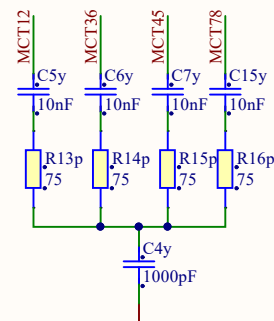 MCT12
MCT36
MCT45
MCT78
C5y
C6y
C7y
C15y
10nF
10nF
10nF
10nF
R13p
R14p
R15p
R16p
75
75
75
75
C4y
1000pF